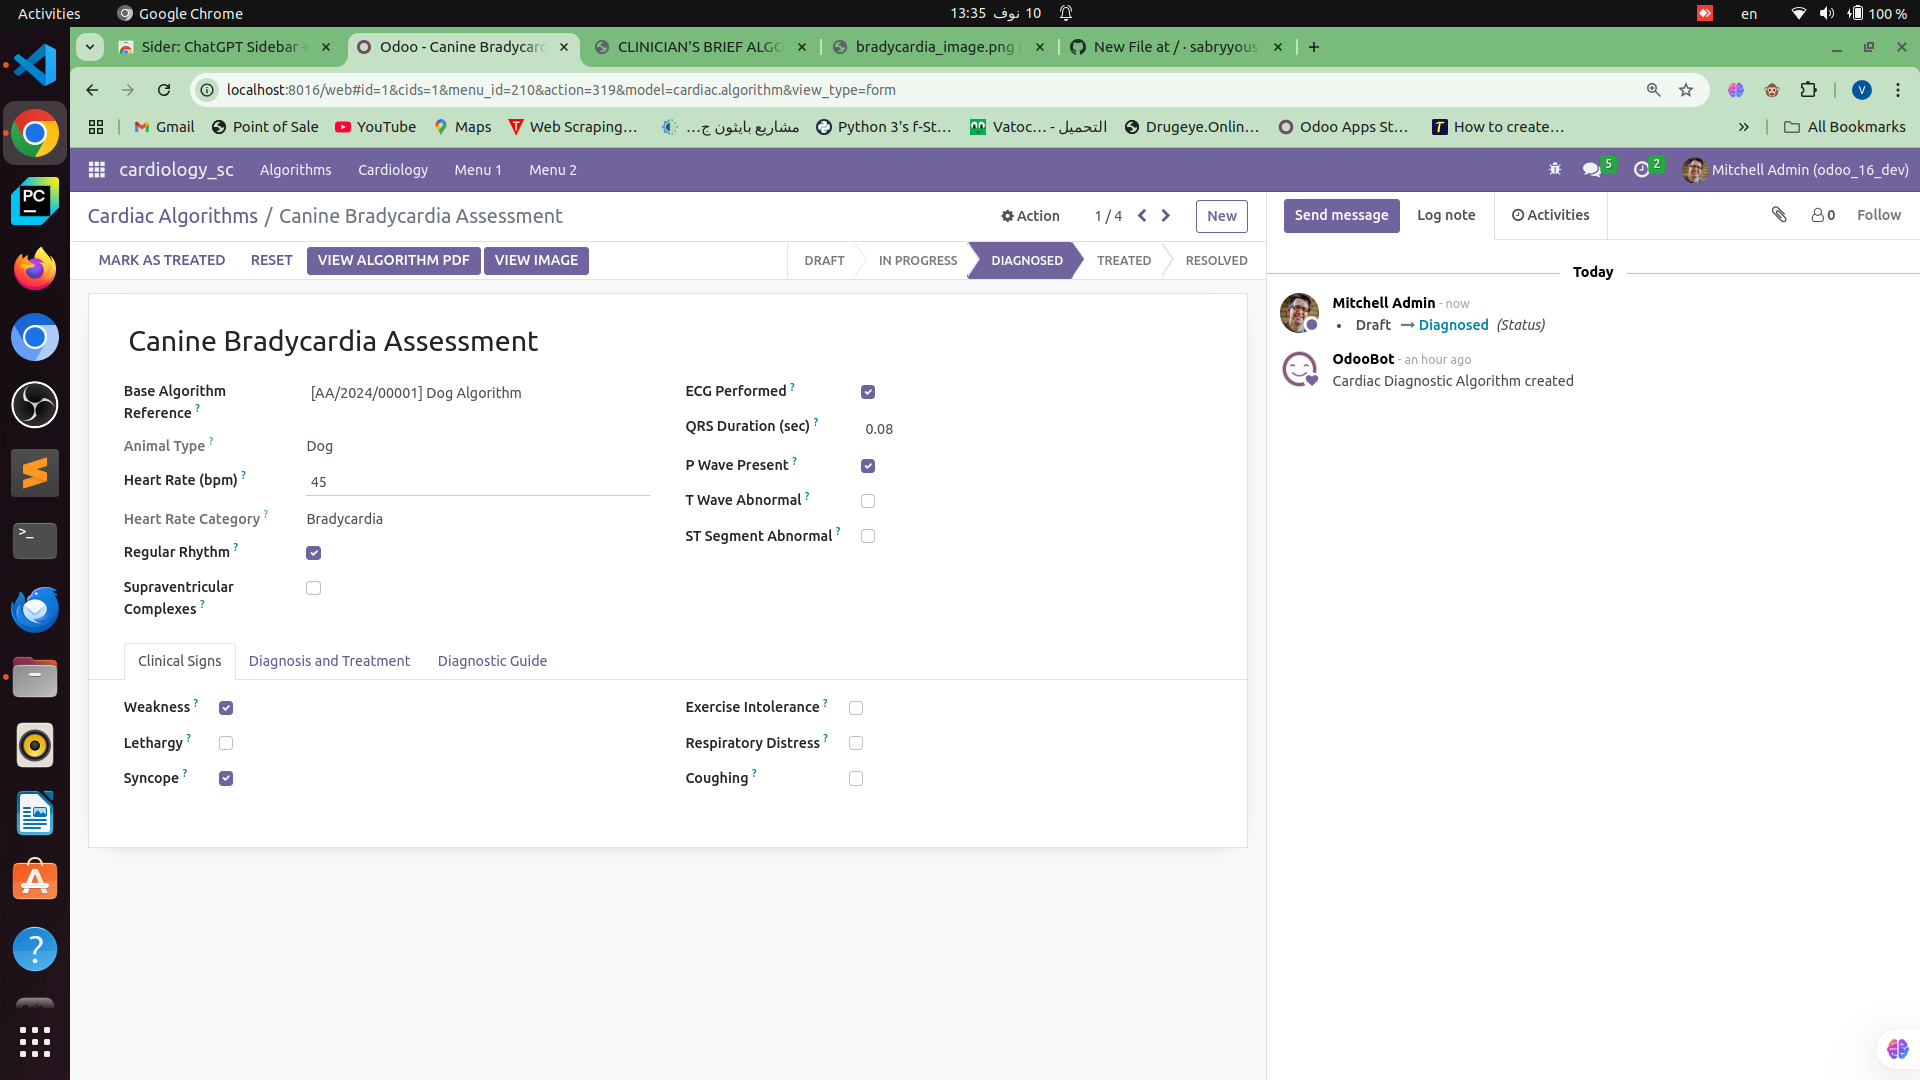 Activities
Google Chrome
13:35 10 نوف
en
100 %
Sider: ChatGPT Sidebar
Odoo - Canine Bradycard
CLINICIAN'S BRIEF ALGO
bradycardia_image.png
New File at / · sabryyous
localhost:8016/web#id=1&cids=1&menu_id=210&action=319&model=cardiac.algorithm&view_type=form
V
Gmail
Point of Sale
YouTube
Maps
Web Scraping...
مشاريع بايثون ج...
Python 3's f-St...
Vatoc... - التحميل
Drugeye.Onlin...
Odoo Apps St...
How to create...
All Bookmarks
cardiology_sc
Algorithms
Cardiology
Menu 1
Menu 2
5
2
Mitchell Admin (odoo_16_dev)
Cardiac Algorithms / Canine Bradycardia Assessment
Action
1 / 4
New
MARK AS TREATED
RESET
VIEW ALGORITHM PDF
VIEW IMAGE
DRAFT
IN PROGRESS
DIAGNOSED
TREATED
RESOLVED
Canine Bradycardia Assessment
Base Algorithm Reference ?
[AA/2024/00001] Dog Algorithm
Animal Type ?
Dog
Heart Rate (bpm) ?
45
Heart Rate Category ?
Bradycardia
Regular Rhythm ?
Supraventricular Complexes ?
ECG Performed ?
QRS Duration (sec) ?
0.08
P Wave Present ?
T Wave Abnormal ?
ST Segment Abnormal ?
Clinical Signs
Diagnosis and Treatment
Diagnostic Guide
Weakness ?
Lethargy ?
Syncope ?
Exercise Intolerance ?
Respiratory Distress ?
Coughing ?
Send message
Log note
Activities
0
Follow
Today
Mitchell Admin - now
Draft → Diagnosed (Status)
OdooBot - an hour ago
Cardiac Diagnostic Algorithm created
PC
>_
?